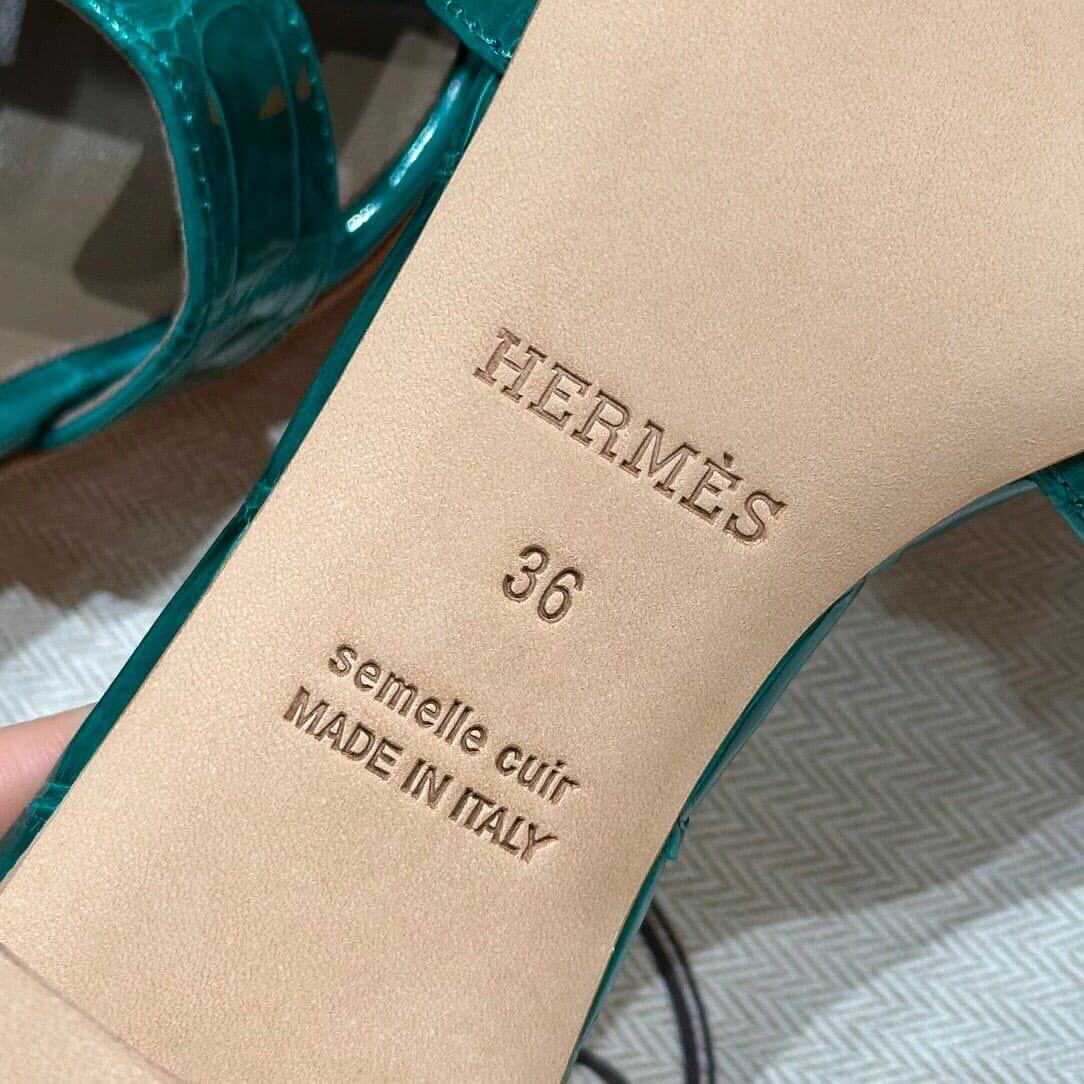 HERMÈS
36
semelle cuir
MADE IN ITALY